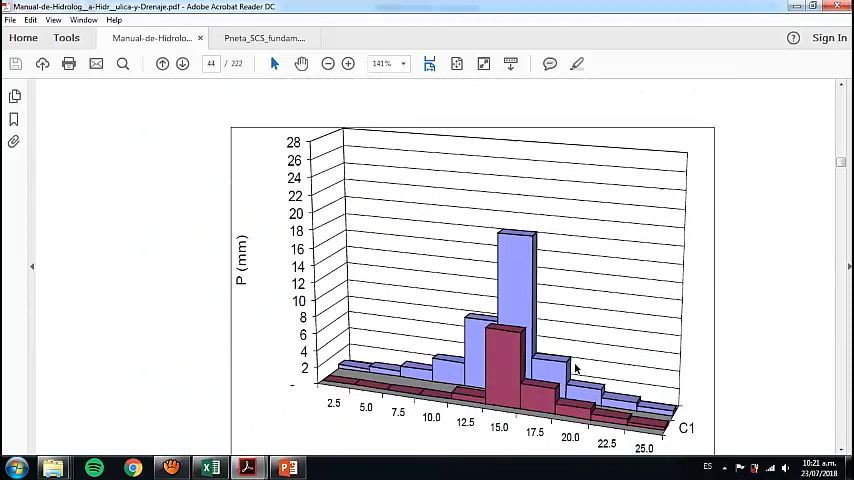 Manual-de-Hidrolog__a-Hidr_ulica-y-Drenaje.pdf - Adobe Acrobat Reader DC
File Edit View Window Help
Home Tools Manual-de-Hidrolo... × Pneta_SCS_fundam.... Sign In
44 / 222 141%
28
26
24
22
20
18
16
14
12
10
8
6
4
2
-
P (mm)
2.5 5.0 7.5 10.0 12.5 15.0 17.5 20.0 22.5 25.0
C1
ES 10:21 a.m.
23/07/2018